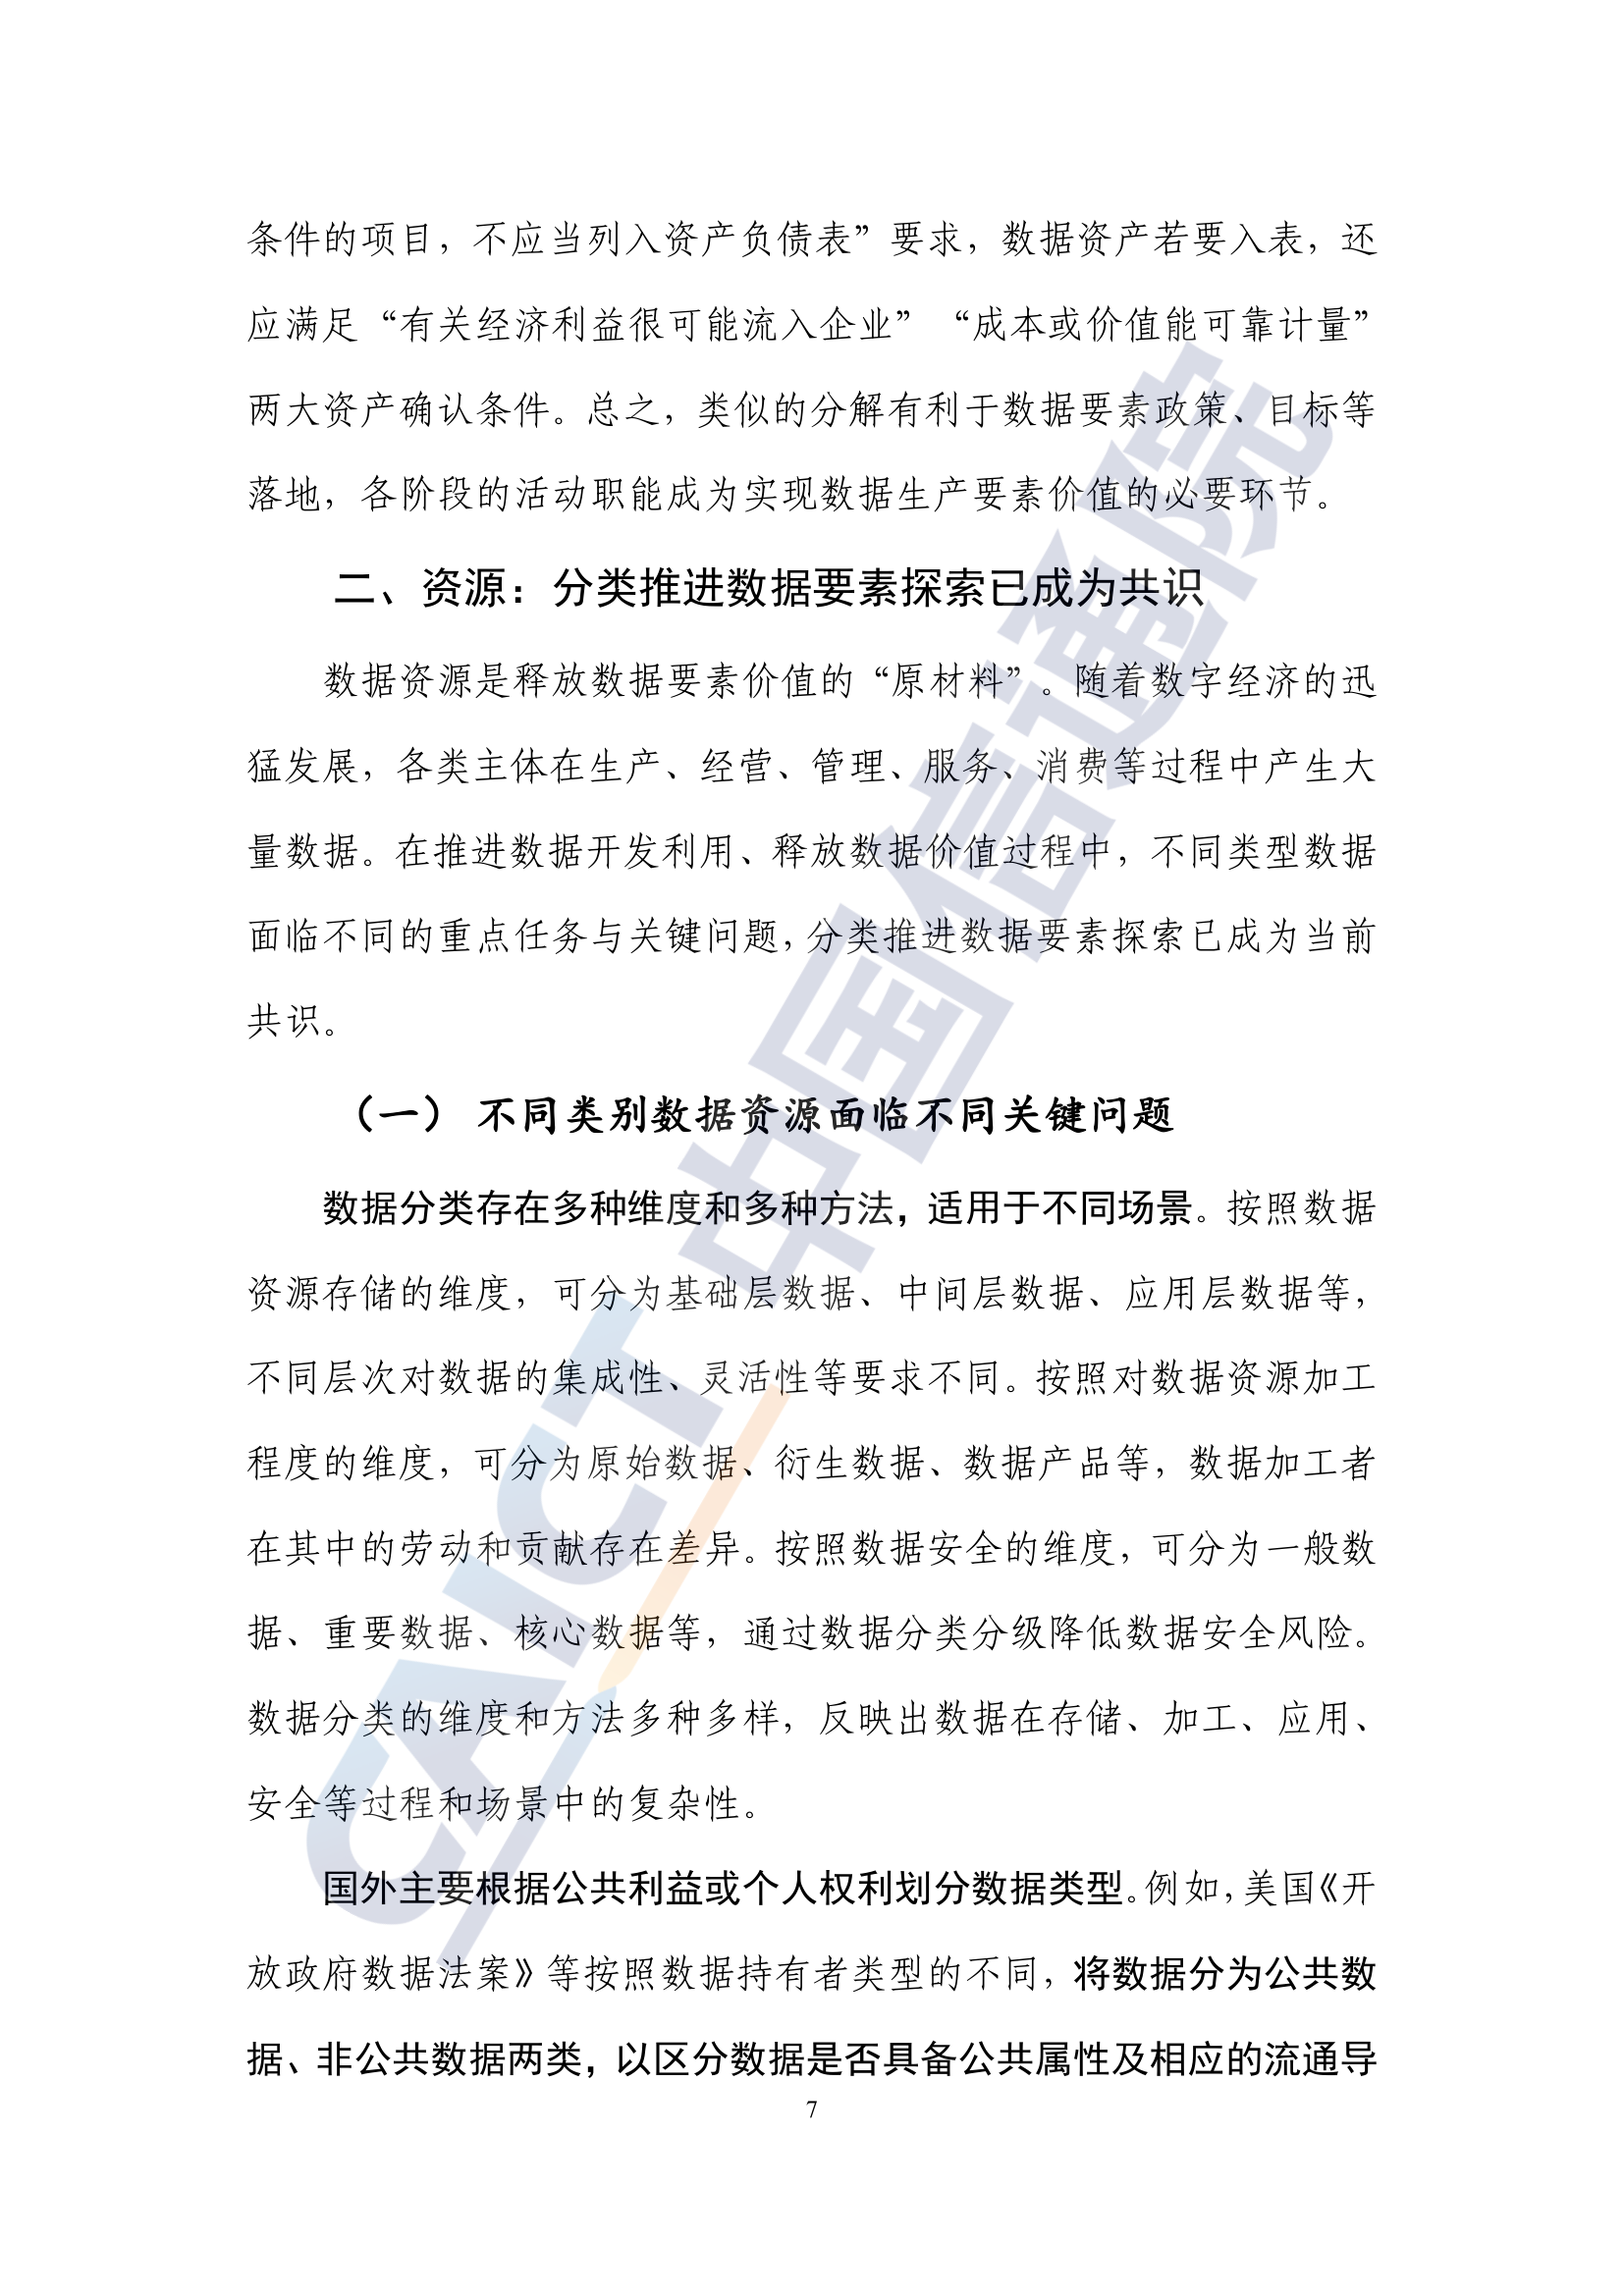 条件的项目，不应当列入资产负债表”要求，数据资产若要入表，还
应满足“有关经济利益很可能流入企业”“成本或价值能可靠计量”
两大资产确认条件。总之，类似的分解有利于数据要素政策、目标等
落地，各阶段的活动职能成为实现数据生产要素价值的必要环节。
二、资源：分类推进数据要素探索已成为共识
数据资源是释放数据要素价值的“原材料”。随着数字经济的迅
猛发展，各类主体在生产、经营、管理、服务、消费等过程中产生大
量数据。在推进数据开发利用、释放数据价值过程中，不同类型数据
面临不同的重点任务与关键问题，分类推进数据要素探索已成为当前
共识。
（一） 不同类别数据资源面临不同关键问题
数据分类存在多种维度和多种方法，适用于不同场景。按照数据
资源存储的维度，可分为基础层数据、中间层数据、应用层数据等，
不同层次对数据的集成性、灵活性等要求不同。按照对数据资源加工
程度的维度，可分为原始数据、衍生数据、数据产品等，数据加工者
在其中的劳动和贡献存在差异。按照数据安全的维度，可分为一般数
据、重要数据、核心数据等，通过数据分类分级降低数据安全风险。
数据分类的维度和方法多种多样，反映出数据在存储、加工、应用、
安全等过程和场景中的复杂性。
国外主要根据公共利益或个人权利划分数据类型。例如，美国《开
放政府数据法案》等按照数据持有者类型的不同，将数据分为公共数
据、非公共数据两类，以区分数据是否具备公共属性及相应的流通导
7
CAICT 中国信通院